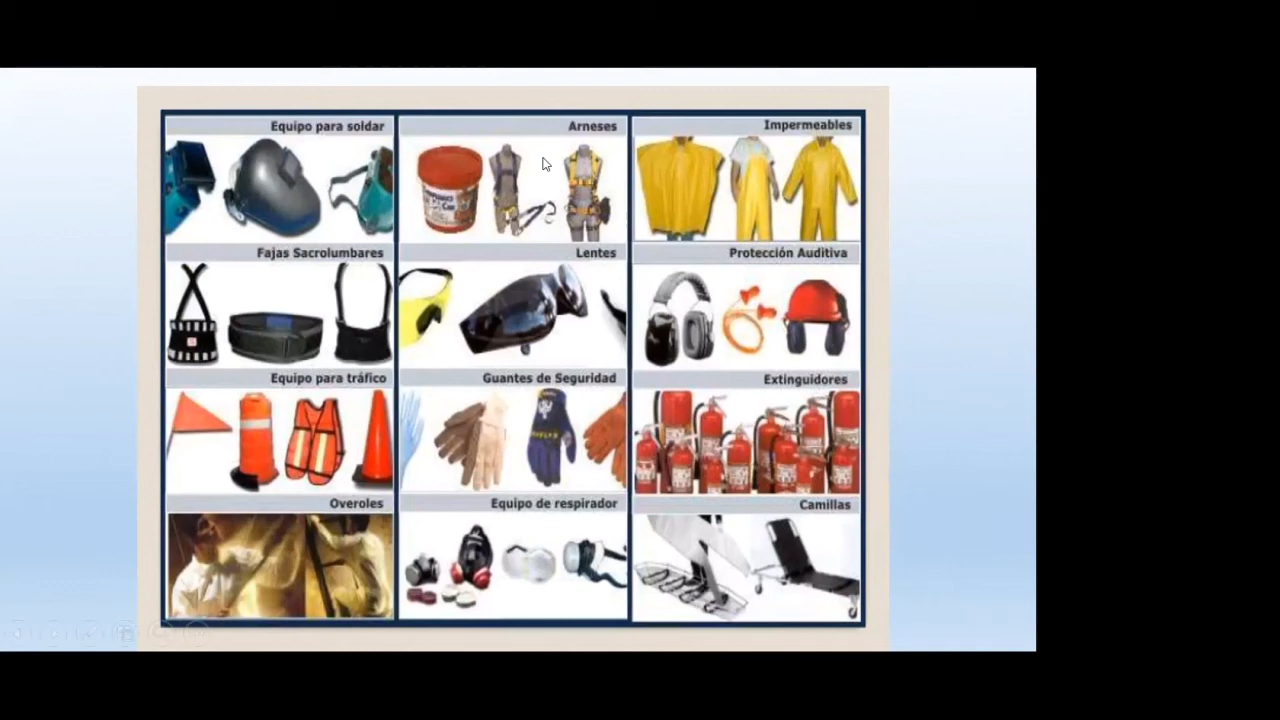 Equipo para soldar
Arneses
Impermeables
Fajas Sacrolumbares
Lentes
Protección Auditiva
Equipo para tráfico
Guantes de Seguridad
Extinguidores
Overoles
Equipo de respirador
Camillas